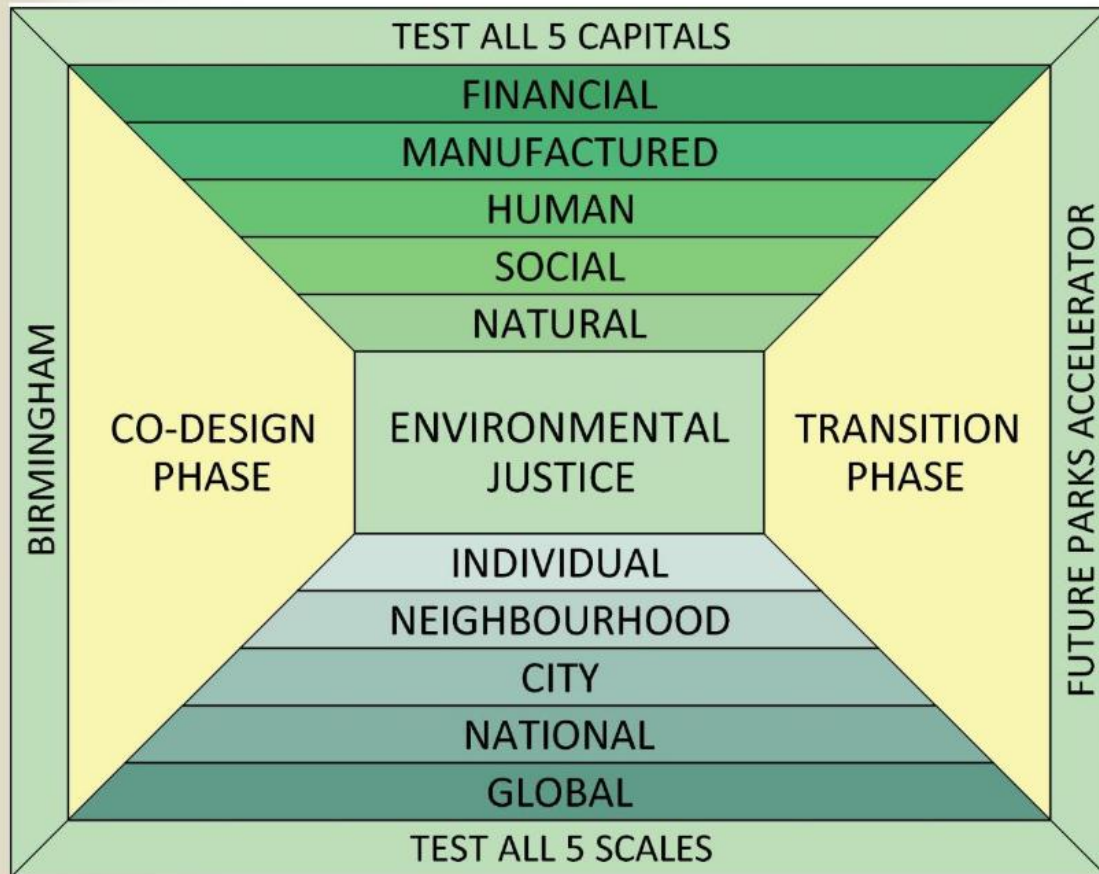 TEST ALL 5 CAPITALS
FINANCIAL
MANUFACTURED
HUMAN
SOCIAL
NATURAL
BIRMINGHAM
CO-DESIGN
PHASE
ENVIRONMENTAL
JUSTICE
TRANSITION
PHASE
FUTURE PARKS ACCELERATOR
INDIVIDUAL
NEIGHBOURHOOD
CITY
NATIONAL
GLOBAL
TEST ALL 5 SCALES